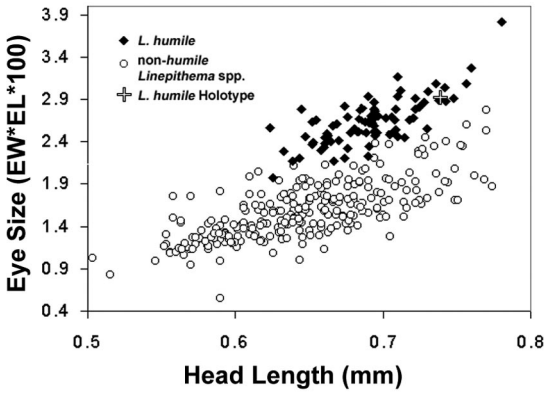 3.9
3.4
2.9
2.4
1.9
1.4
0.9
0.4
Eye Size (EW*EL*100)
L. humile
non-humile
Linepithema spp.
L. humile Holotype
0.5
0.6
0.7
0.8
Head Length (mm)